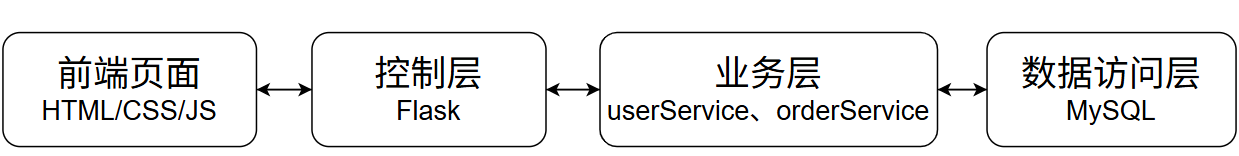 前端页面
HTML/CSS/JS
控制层
Flask
业务层
userService、orderService
数据访问层
MySQL